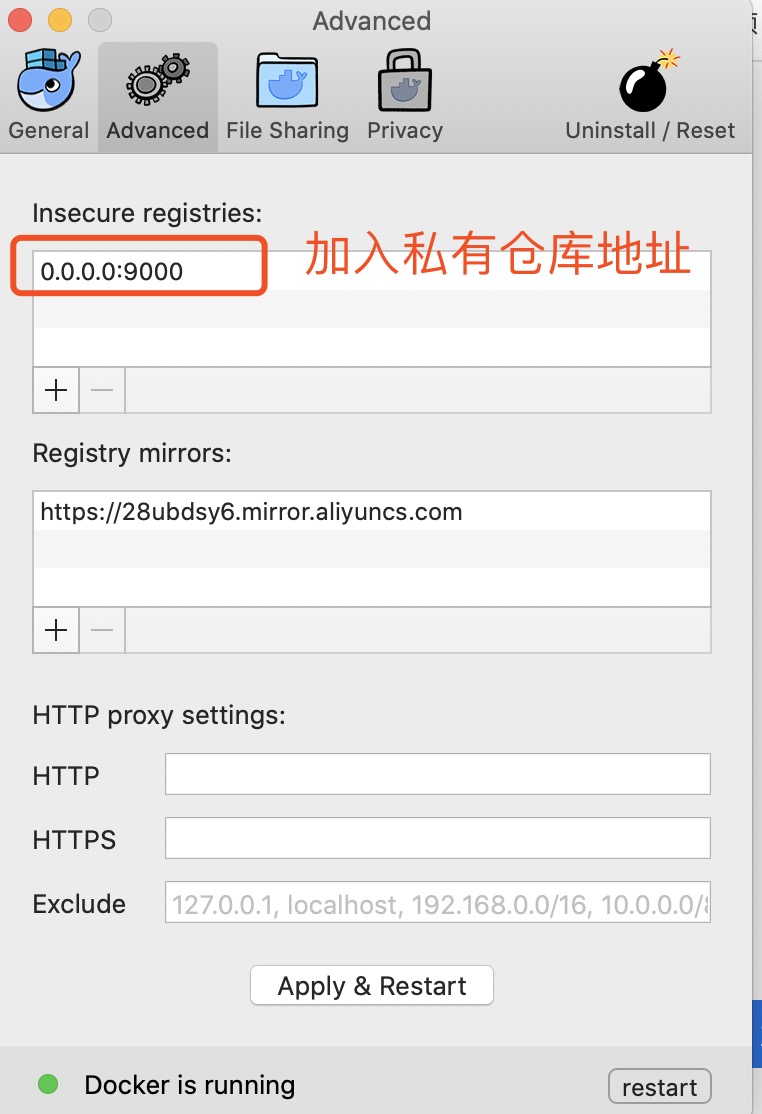 Advanced
General
Advanced
File Sharing
Privacy
Uninstall / Reset
Insecure registries:
0.0.0.0:9000
加入私有仓库地址
Registry mirrors:
https://28ubdsy6.mirror.aliyuncs.com
HTTP proxy settings:
HTTP
HTTPS
Exclude
127.0.0.1, localhost, 192.168.0.0/16, 10.0.0.0/8
Apply & Restart
Docker is running
restart